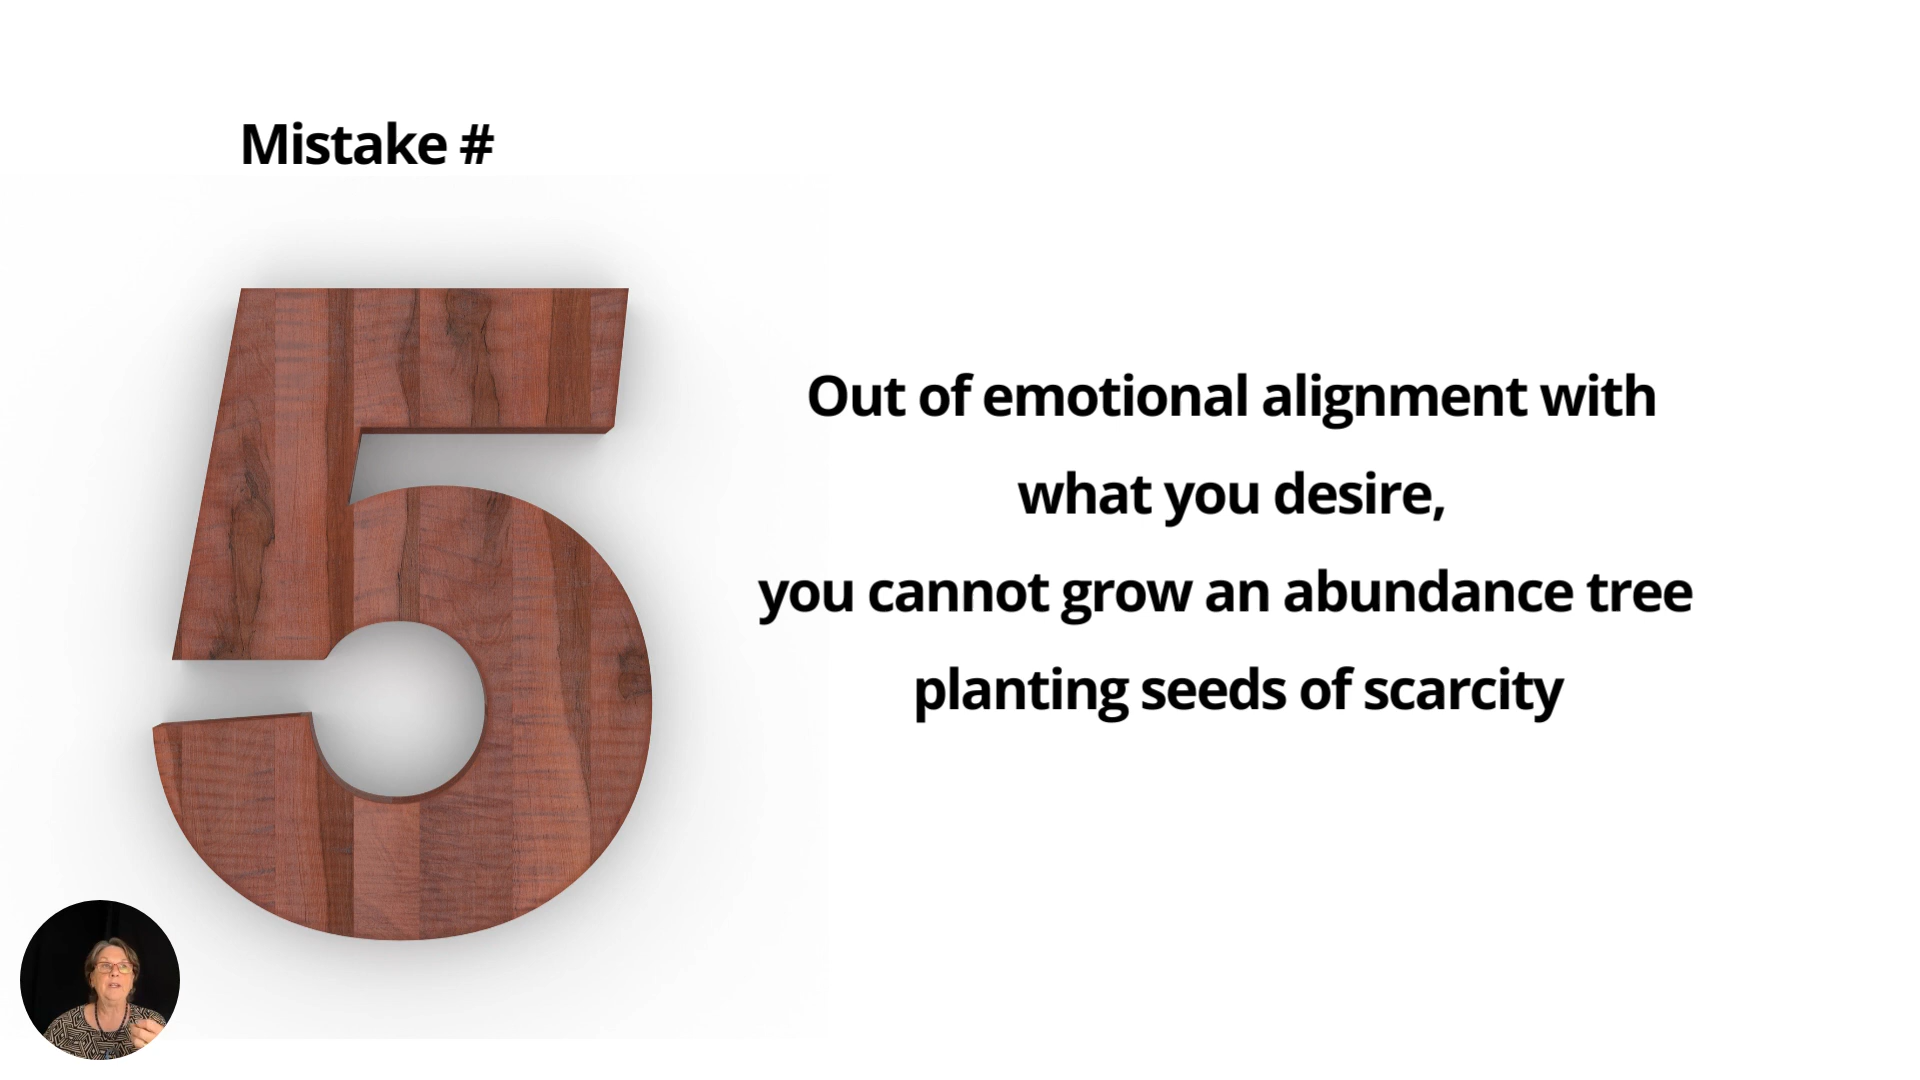 Mistake #
5
Out of emotional alignment with
what you desire,
you cannot grow an abundance tree
planting seeds of scarcity